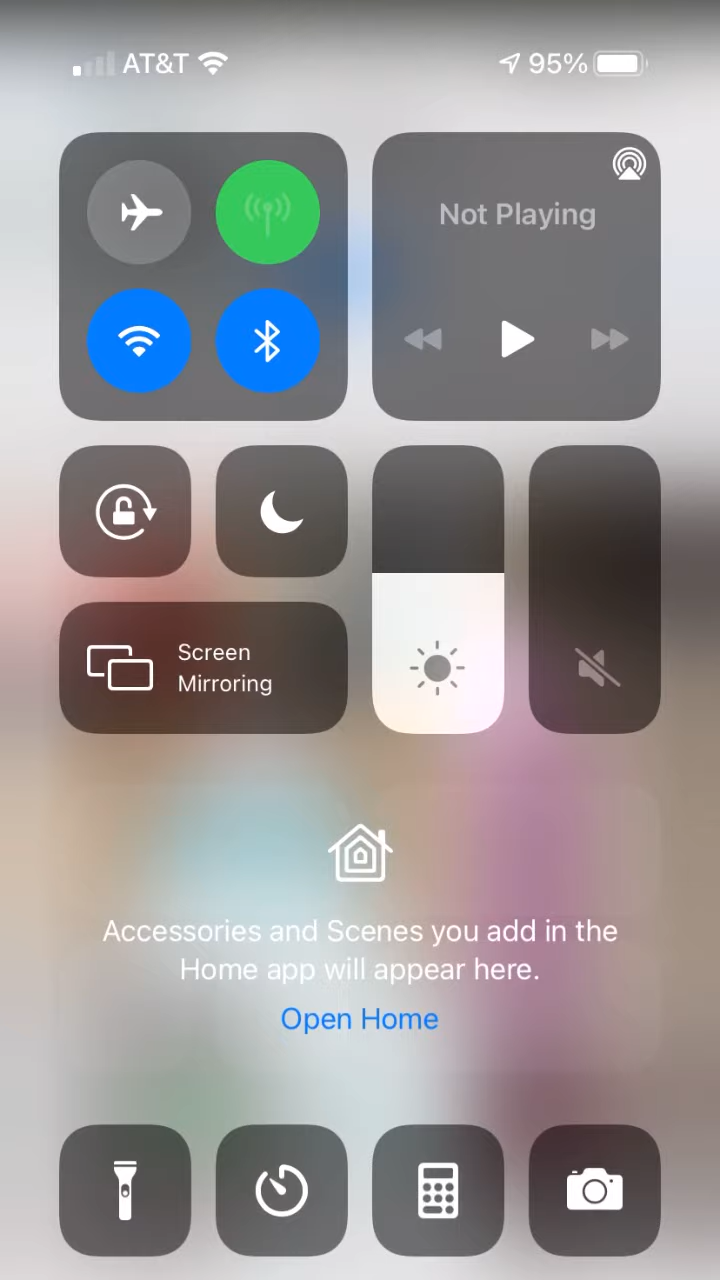 AT&T
95%
Not Playing
Screen
Mirroring
Accessories and Scenes you add in the
Home app will appear here.
Open Home